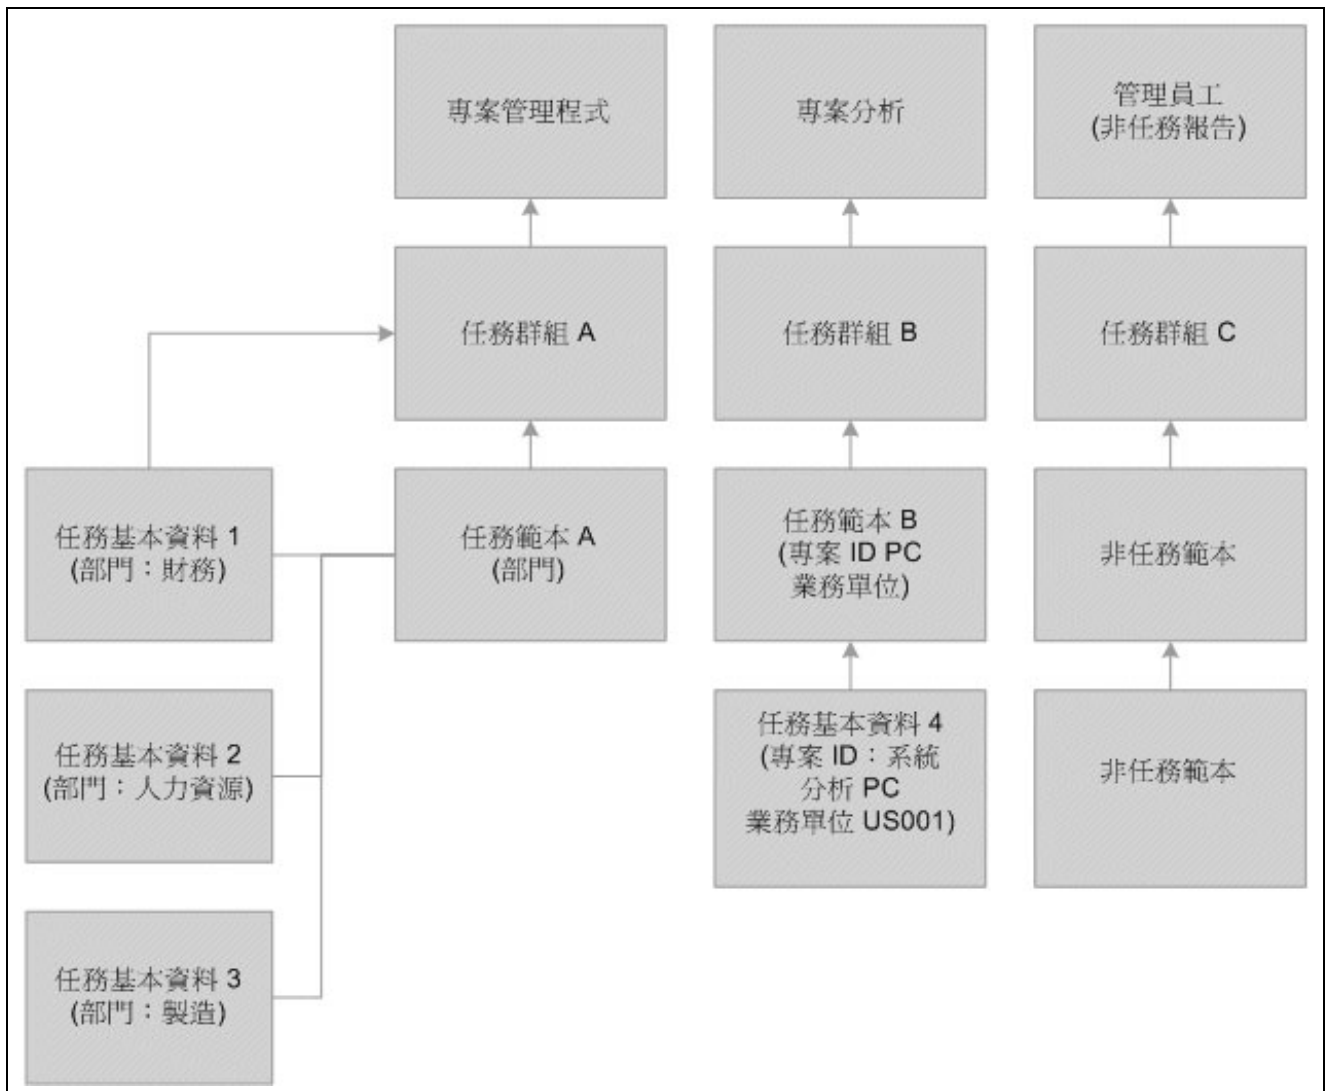 專案管理程式
專案分析
管理員工
(非任務報告)
任務群組 A
任務群組 B
任務群組 C
任務基本資料 1
(部門：財務)
任務範本 A
(部門)
任務範本 B
(專案 ID PC
業務單位)
非任務範本
任務基本資料 2
(部門：人力資源)
任務基本資料 4
(專案 ID：系統
分析 PC
業務單位 US001)
非任務範本
任務基本資料 3
(部門：製造)